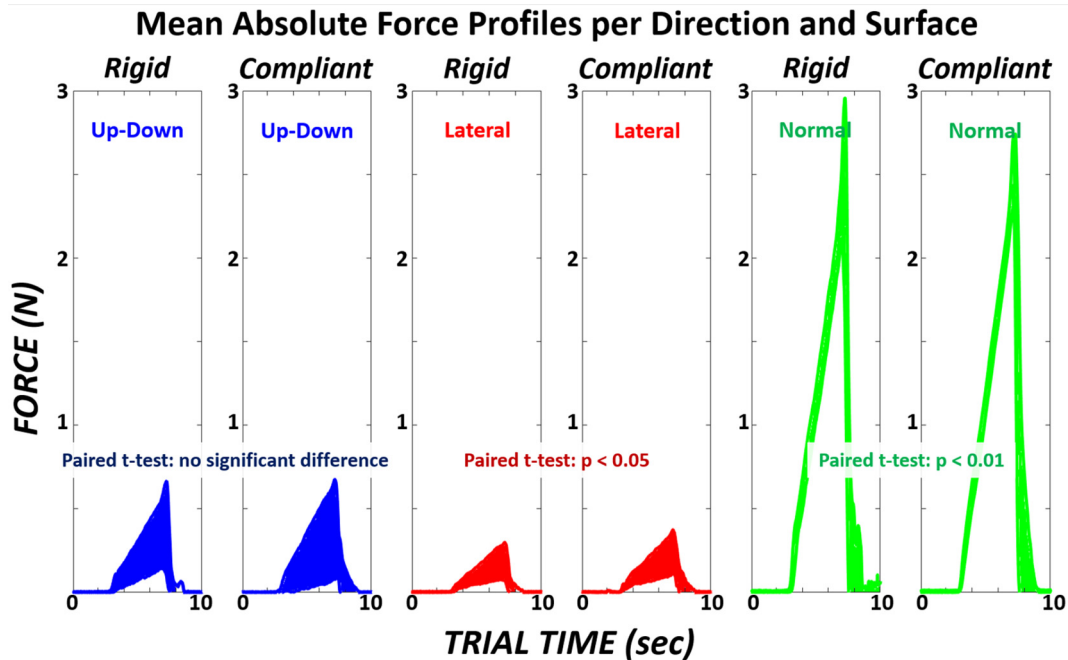 Mean Absolute Force Profiles per Direction and Surface
Rigid Compliant Rigid Compliant Rigid Compliant
3 3 3 3 3 3
Up-Down Up-Down Lateral Lateral Normal Normal
2 2 2 2 2 2
FORCE (N)
1 1 1 1 1 1
Paired t-test: no significant difference Paired t-test: p < 0.05 Paired t-test: p < 0.01
0 10 0 10 0 10 0 10 0 10 0 10
TRIAL TIME (sec)